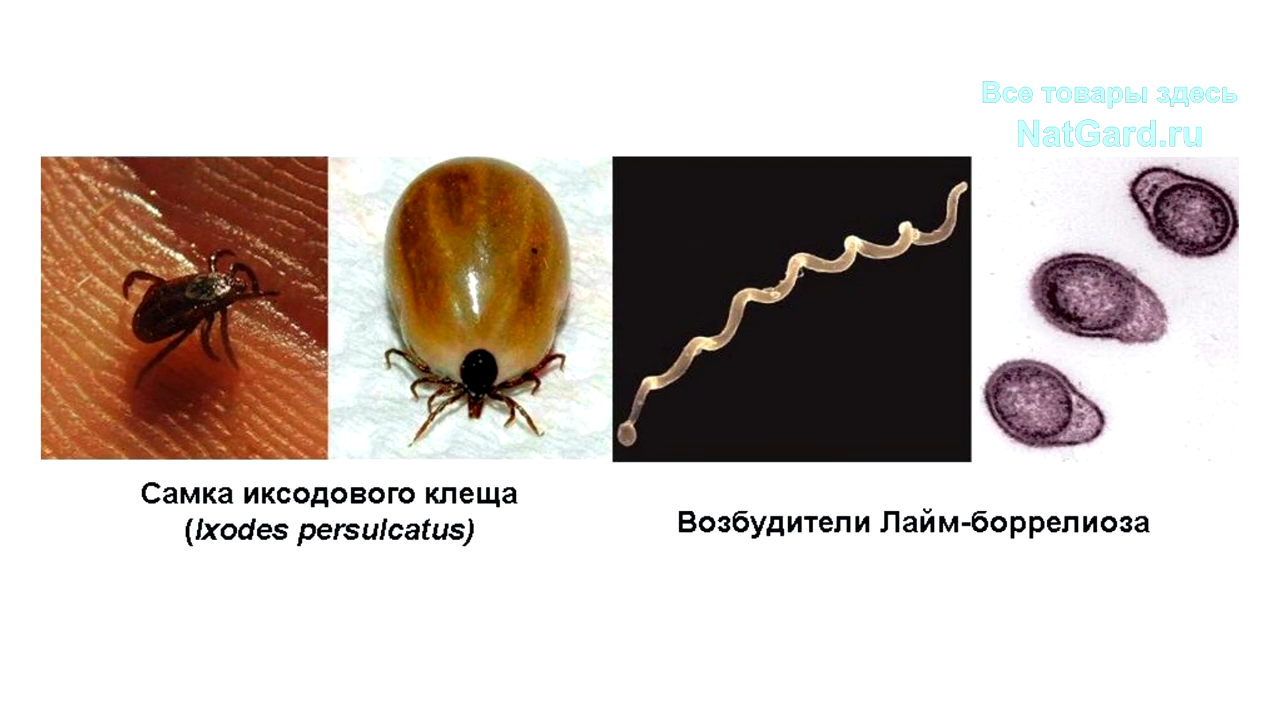 Все товары здесь
NatGard.ru
Самка иксодового клеща
(Ixodes persulcatus)
Возбудители Лайм-боррелиоза